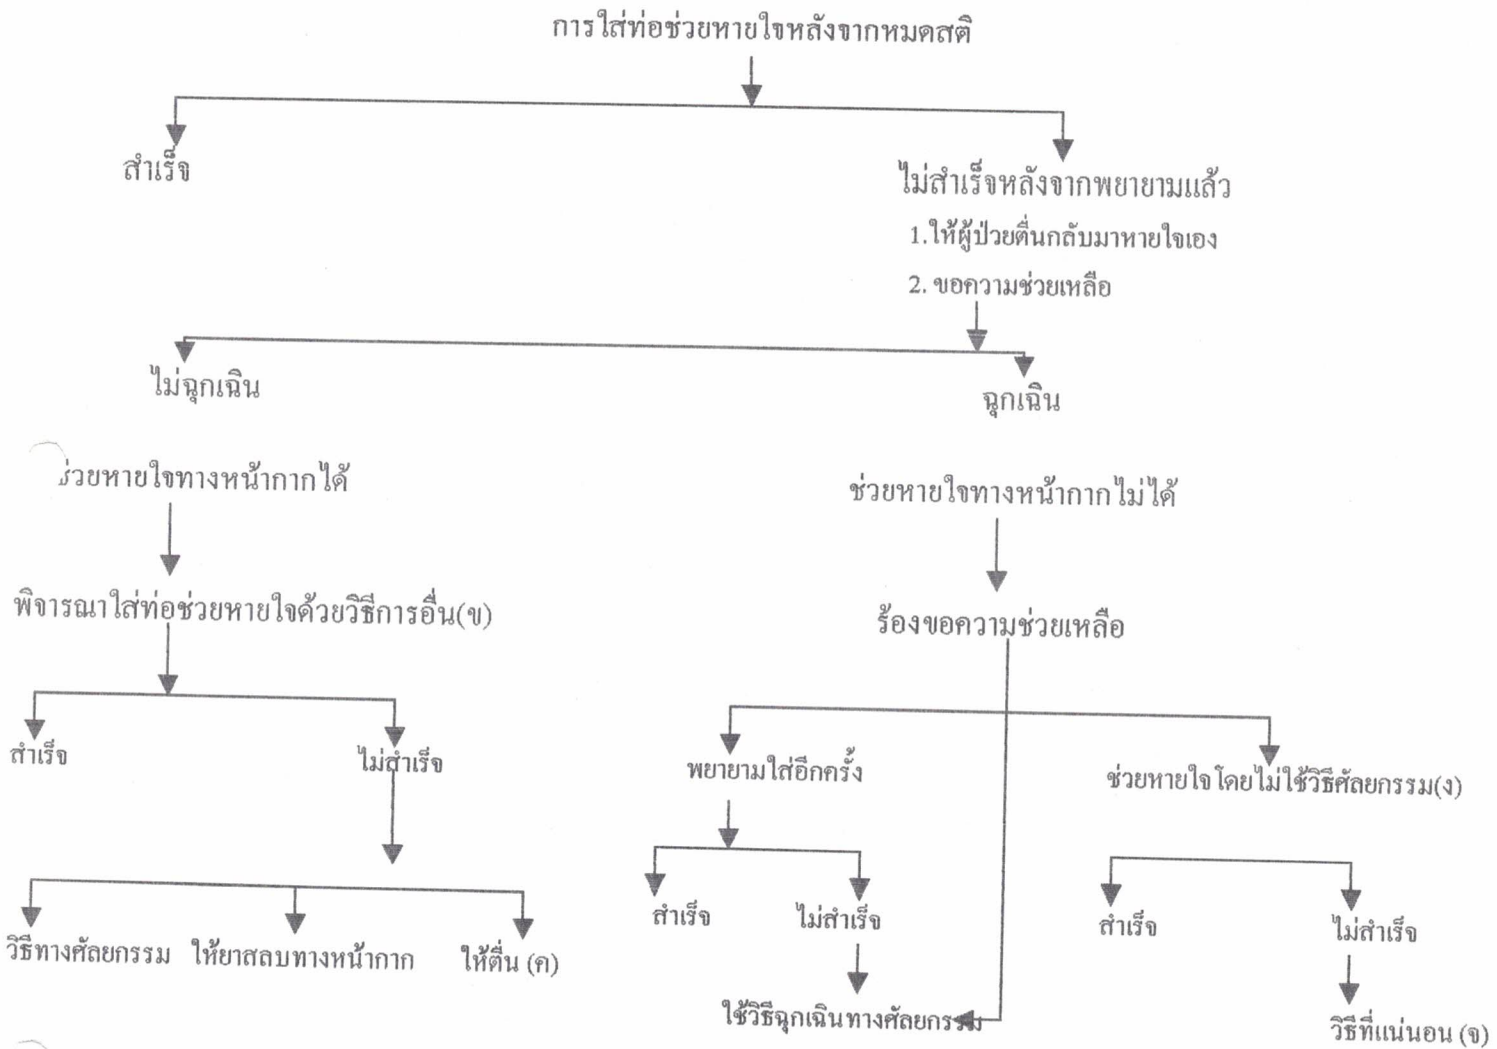 การใส่ท่อช่วยหายใจหลังจากหมดสติ
สำเร็จ
ไม่สำเร็จหลังจากพยายามแล้ว
1.ให้ผู้ป่วยตื่นกลับมาหายใจเอง
2. ขอความช่วยเหลือ
ไม่ฉุกเฉิน
ฉุกเฉิน
ช่วยหายใจทางหน้ากากได้
ช่วยหายใจทางหน้ากากไม่ได้
พิจารณาใส่ท่อช่วยหายใจด้วยวิธีการอื่น(ข)
ร้องขอความช่วยเหลือ
สำเร็จ
ไม่สำเร็จ
พยายามใส่อีกครั้ง
ช่วยหายใจโดยไม่ใช้วิธีศัลยกรรม(ง)
สำเร็จ
ไม่สำเร็จ
สำเร็จ
ไม่สำเร็จ
วิธีทางศัลยกรรม
ให้ยาสลบทางหน้ากาก
ให้ตื่น (ค)
ใช้วิธีฉุกเฉินทางศัลยกรรม
วิธีที่แน่นอน (จ)